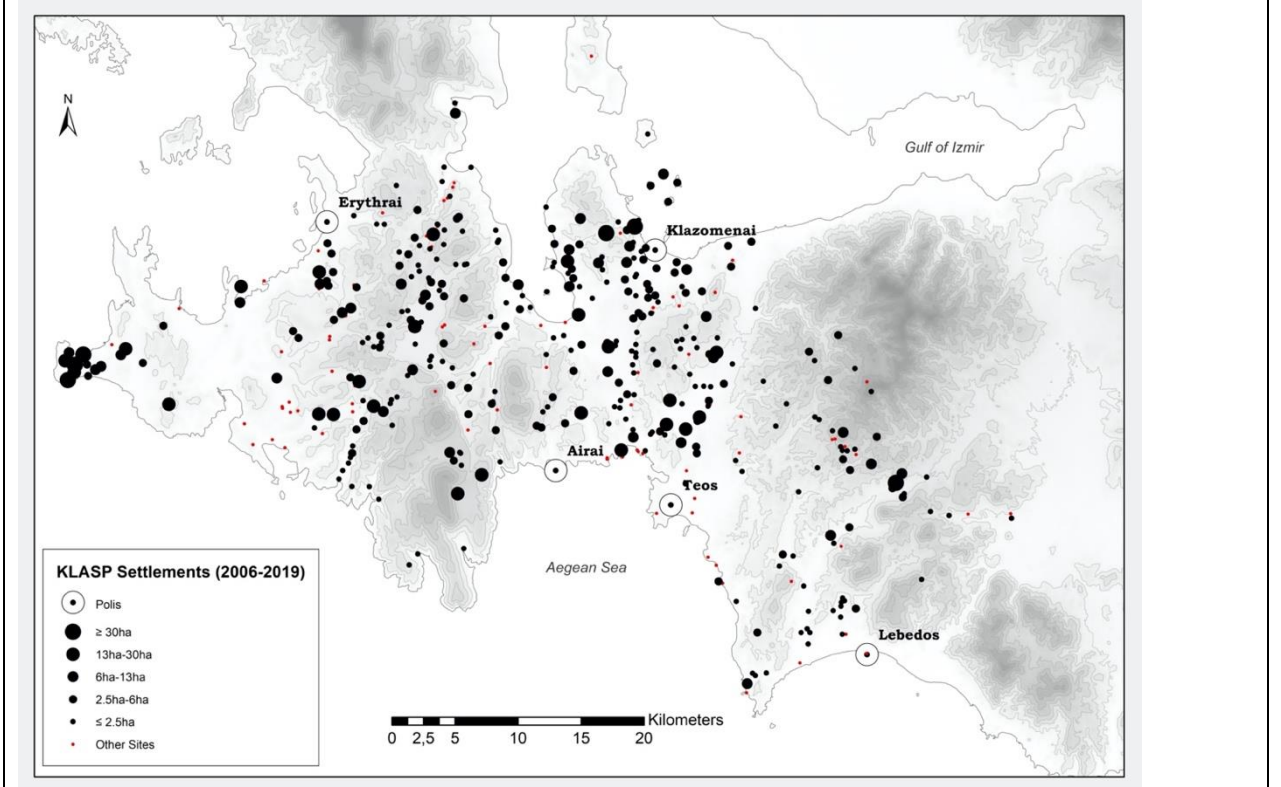 N
Gulf of Izmir
Erythrai
Klazomenai
Airai
Teos
Aegean Sea
Lebedos
KLASP Settlements (2006-2019)
Polis
≥ 30ha
13ha-30ha
6ha-13ha
2.5ha-6ha
≤ 2.5ha
Other Sites
Kilometers
0 2,5 5 10 15 20